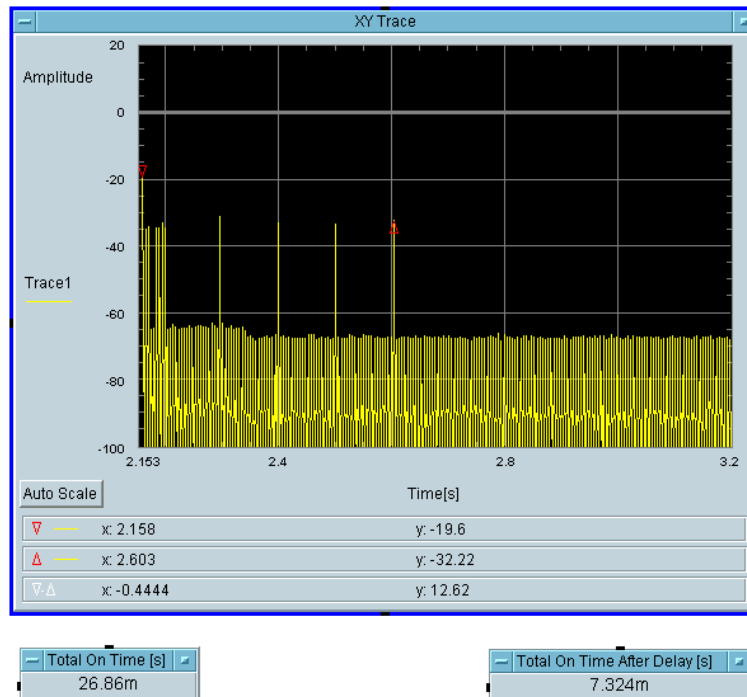 XY Trace
Amplitude
20
0
-20
-40
Trace1
-60
-80
-100
2.153 2.4 2.8 3.2
Auto Scale Time[s]
x: 2.158 y: -19.6
x: 2.603 y: -32.22
x: -0.4444 y: 12.62
Total On Time [s] Total On Time After Delay [s]
26.86m 7.324m